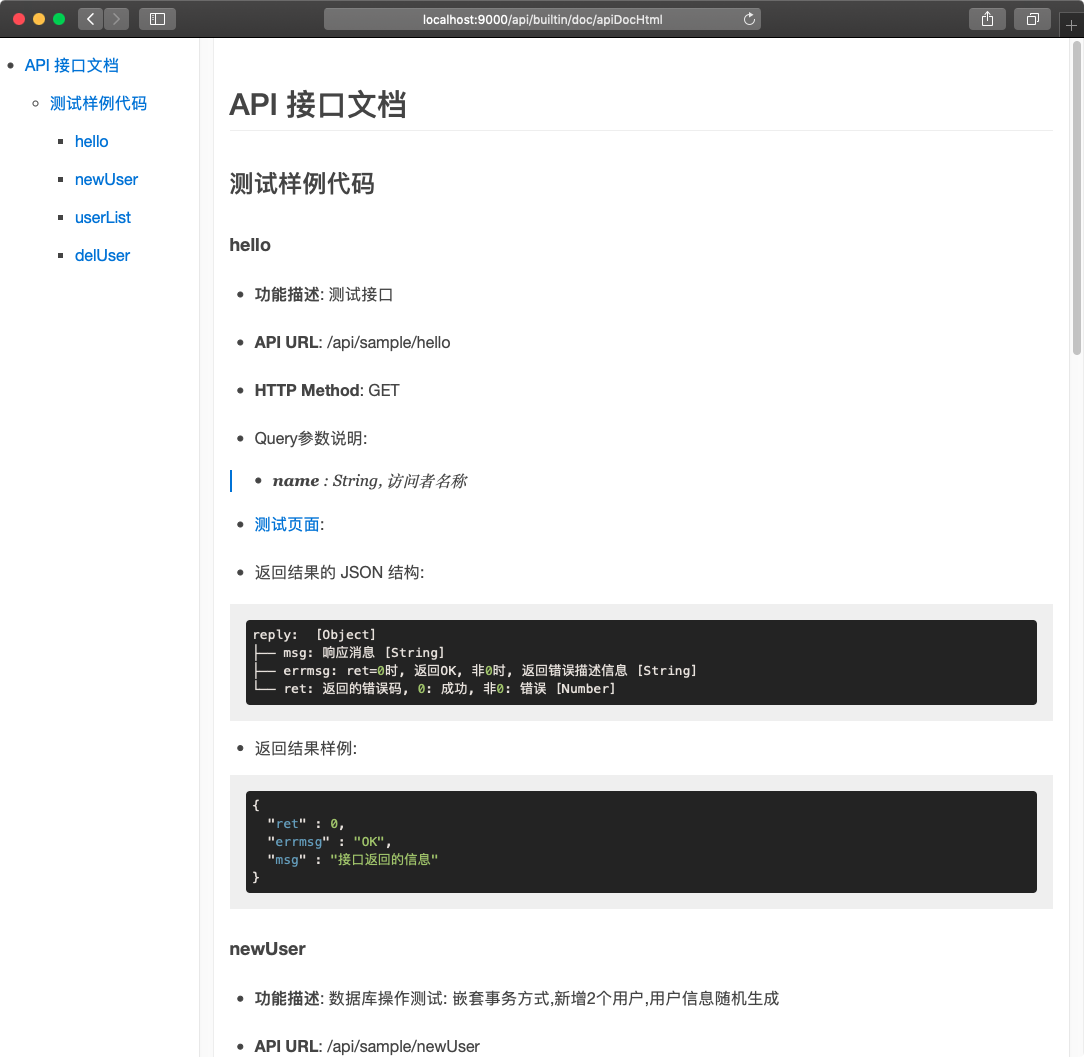 localhost:9000/api/builtin/doc/apiDocHtml
API 接口文档
测试样例代码
hello
newUser
userList
delUser
API 接口文档
测试样例代码
hello
功能描述: 测试接口
API URL: /api/sample/hello
HTTP Method: GET
Query参数说明:
name : String, 访问者名称
测试页面:
返回结果的 JSON 结构:
reply:  [Object]
├── msg: 响应消息 [String]
├── errmsg: ret=0时, 返回OK, 非0时, 返回错误描述信息 [String]
└── ret: 返回的错误码, 0: 成功, 非0: 错误 [Number]
返回结果样例:
{
  "ret" : 0,
  "errmsg" : "OK",
  "msg" : "接口返回的信息"
}
newUser
功能描述: 数据库操作测试: 嵌套事务方式,新增2个用户,用户信息随机生成
API URL: /api/sample/newUser